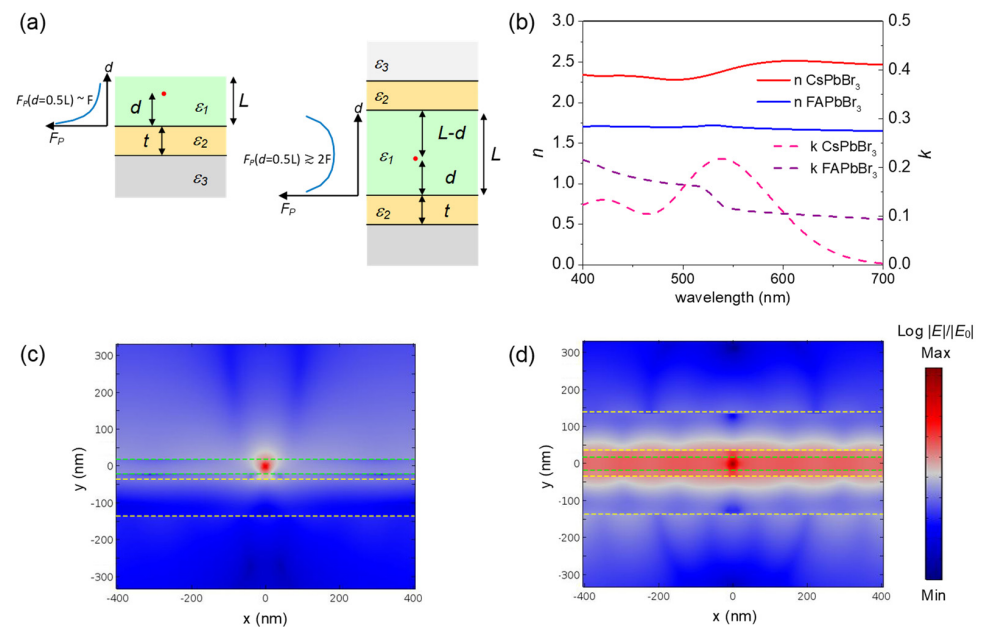 (a)
d
F_P(d=0.5L) ~ F
F_P
d
ε₁
L
t
ε₂
ε₃
ε₃
ε₂
d
F_P(d=0.5L) ≳ 2F
F_P
L-d
ε₁
d
L
ε₂
t
(b)
3.0
2.5
2.0
1.5
1.0
0.5
0.0
n
0.5
0.4
0.3
0.2
0.1
0.0
k
n CsPbBr₃
n FAPbBr₃
k CsPbBr₃
k FAPbBr₃
400
500
600
700
wavelength (nm)
(c)
300
200
100
0
-100
-200
-300
y (nm)
-400
-200
0
200
400
x (nm)
(d)
300
200
100
0
-100
-200
-300
y (nm)
-400
-200
0
200
400
x (nm)
Log |E|/|E₀|
Max
Min